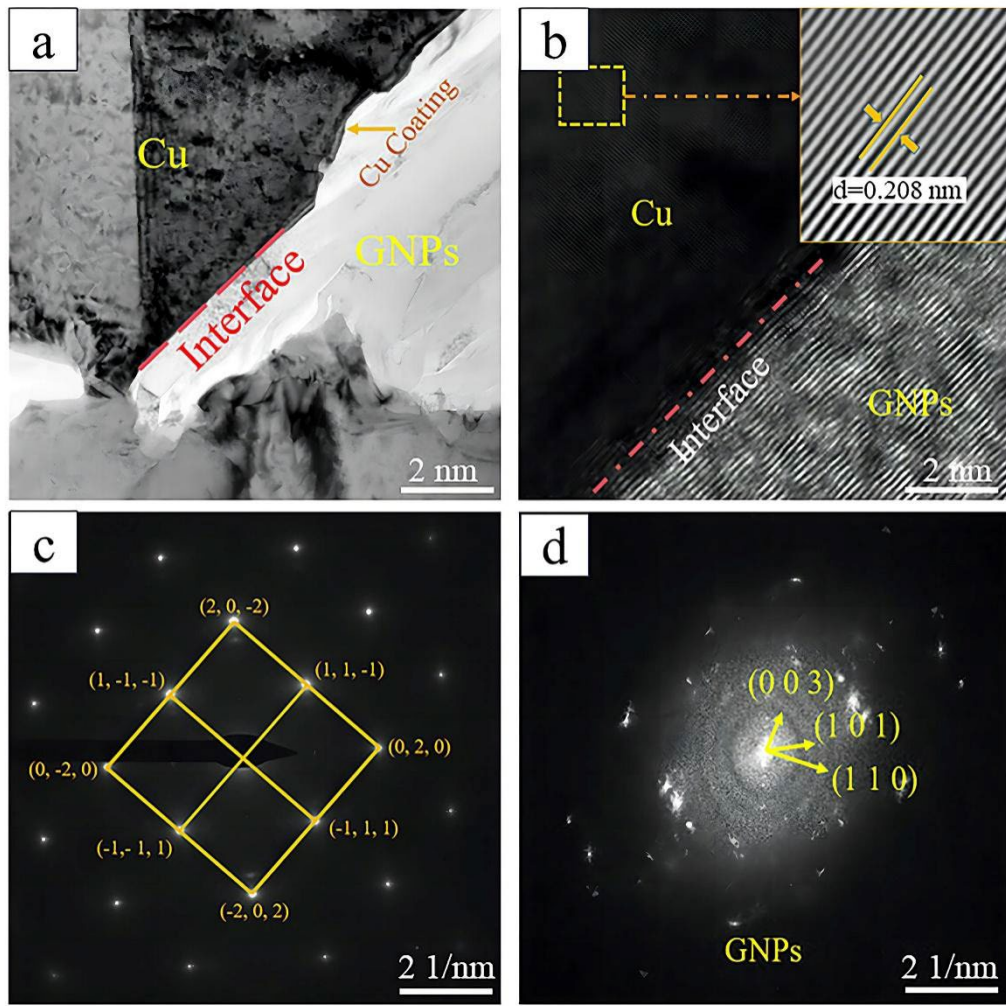 a
Cu
Cu Coating
GNPs
Interface
2 nm
b
d=0.208 nm
Cu
Interface
GNPs
2 nm
c
(2, 0, -2)
(1, -1, -1)
(1, 1, -1)
(0, -2, 0)
(0, 2, 0)
(-1,- 1, 1)
(-1, 1, 1)
(-2, 0, 2)
2 1/nm
d
(0 0 3)
(1 0 1)
(1 1 0)
GNPs
2 1/nm